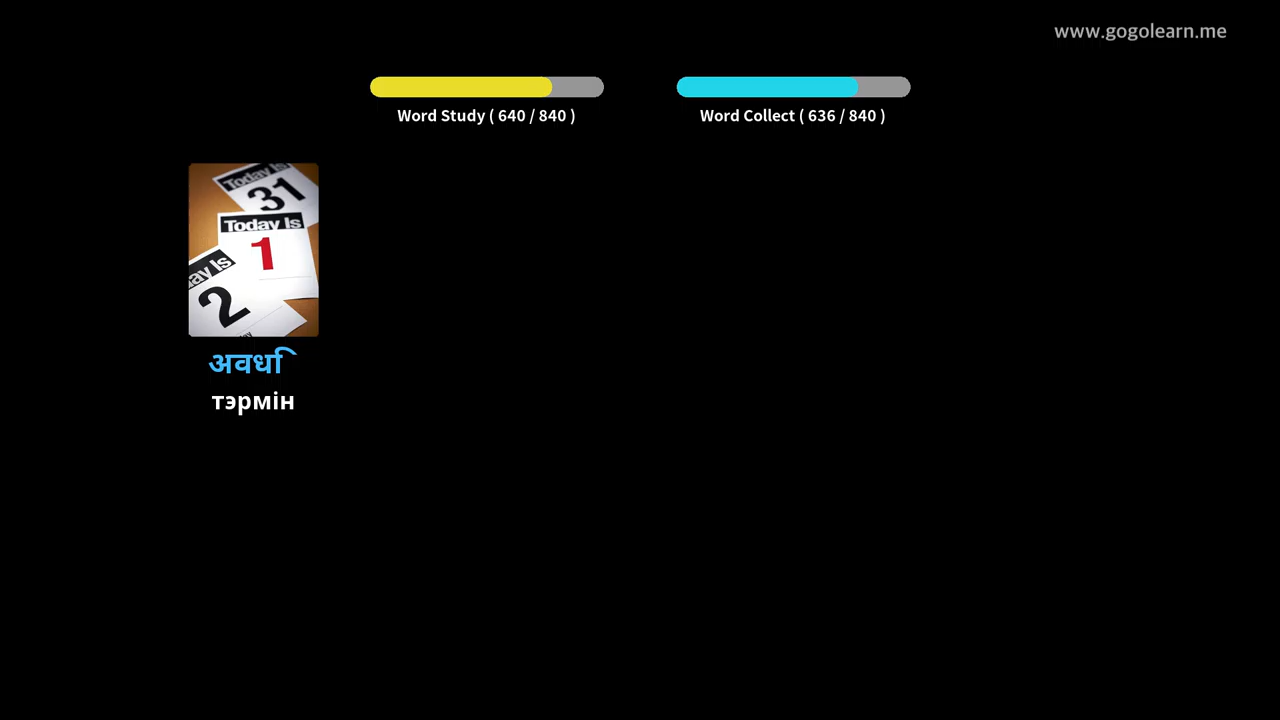 www.gogolearn.me
Word Study ( 640 / 840 )
Word Collect ( 636 / 840 )
Today Is
31
Today Is
1
ay Is
2
अवधि
тэрмін